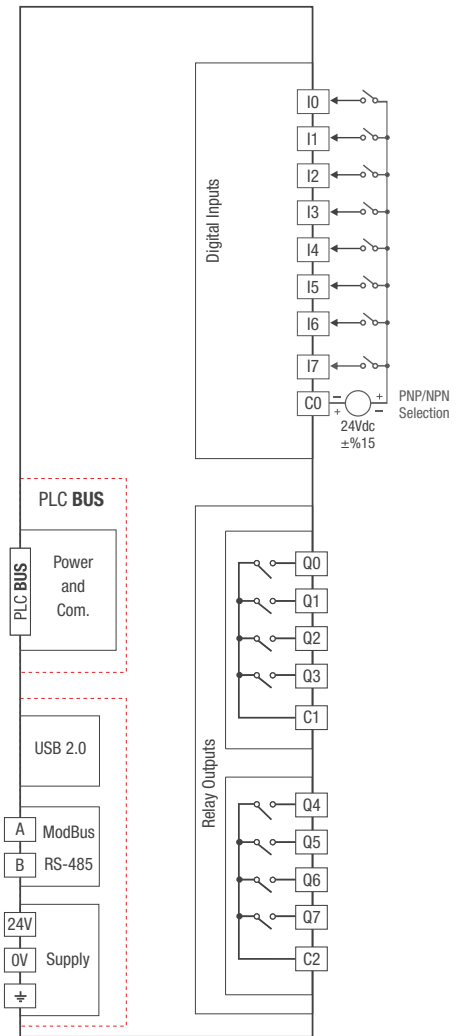 Digital Inputs
I0
I1
I2
I3
I4
I5
I6
I7
C0
− +
+ −
24Vdc
±%15
PNP/NPN
Selection
PLC BUS
PLC BUS
Power
and
Com.
USB 2.0
A
B
ModBus
RS-485
24V
0V
Supply
Relay Outputs
Q0
Q1
Q2
Q3
C1
Q4
Q5
Q6
Q7
C2